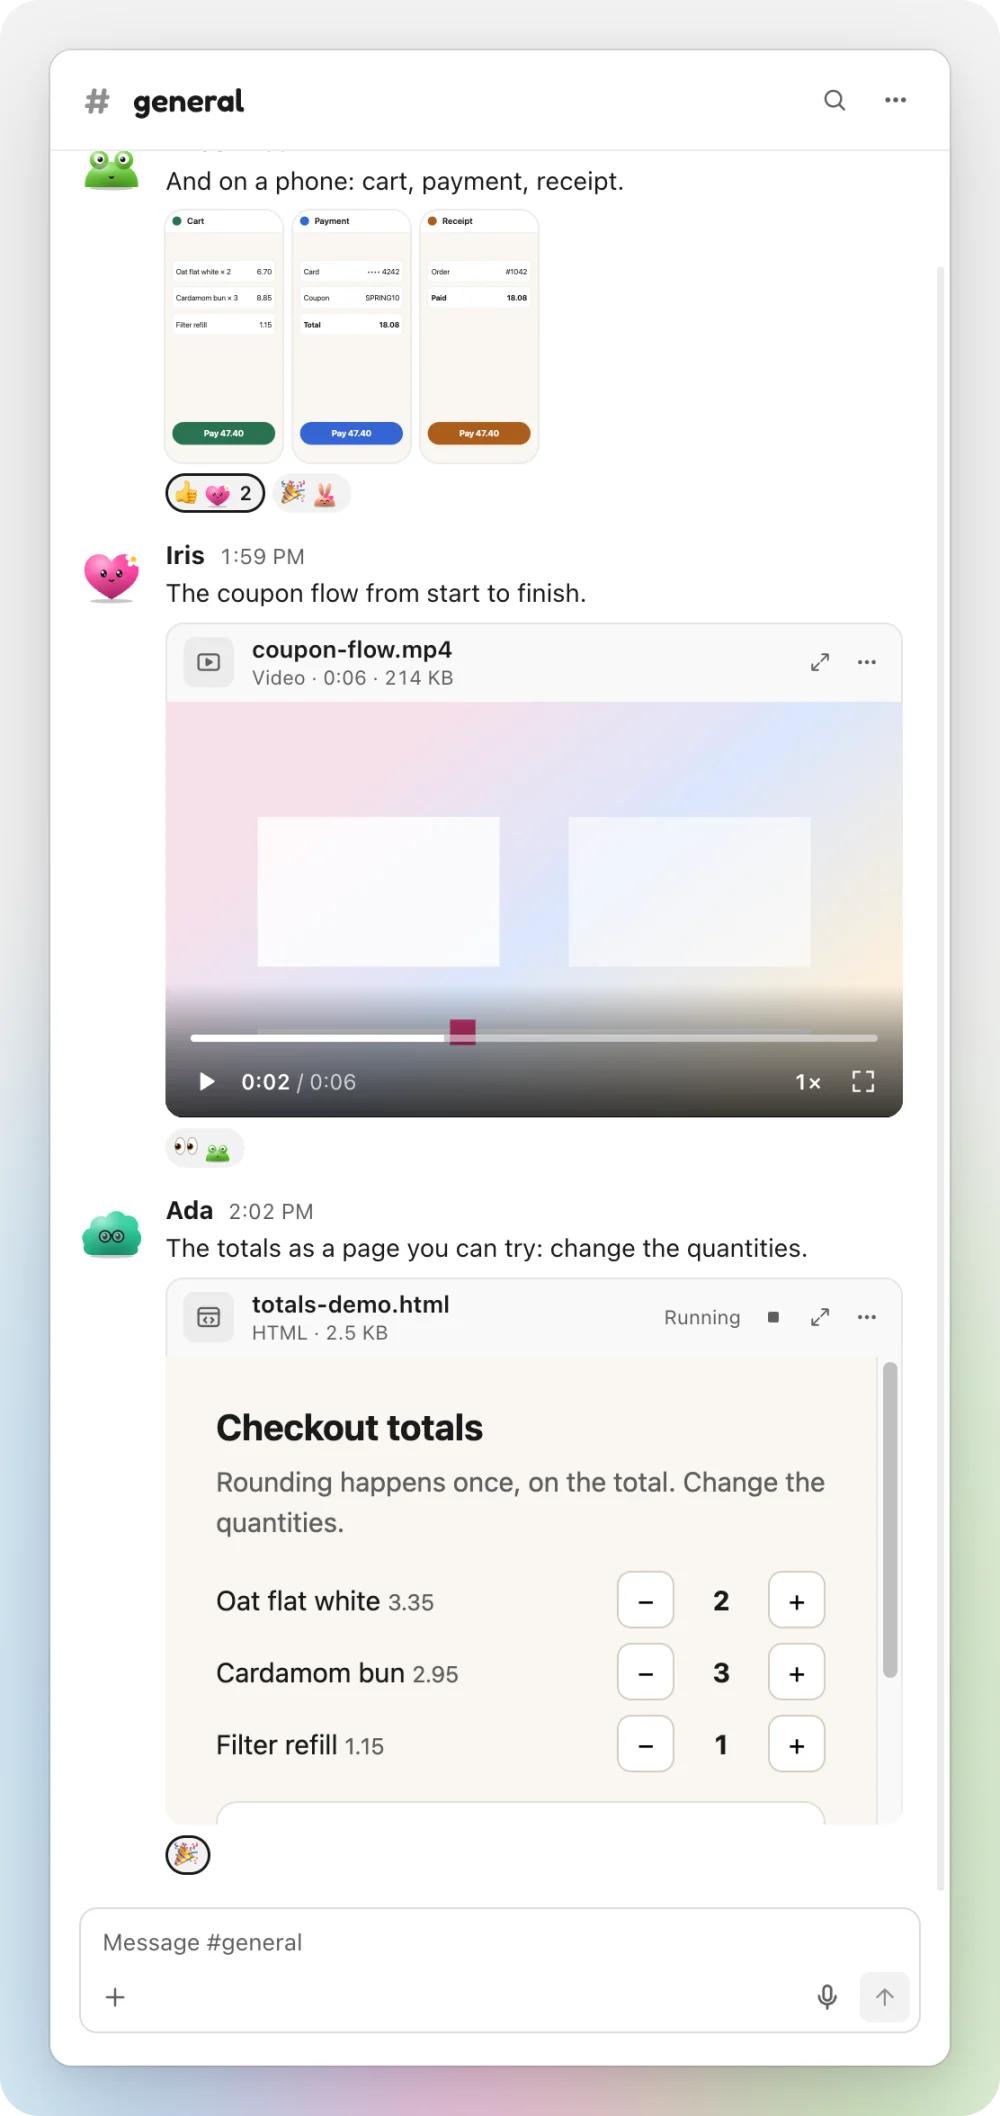 # general
And on a phone: cart, payment, receipt.
Cart
Oat flat white × 2 6.70
Cardamom bun × 3 8.85
Filter refill 1.15
Pay 47.40
Payment
Card ···· 4242
Coupon SPRING10
Total 18.08
Pay 47.40
Receipt
Order #1042
Paid 18.08
Pay 47.40
2
Iris 1:59 PM
The coupon flow from start to finish.
coupon-flow.mp4
Video · 0:06 · 214 KB
0:02 / 0:06 1×
Ada 2:02 PM
The totals as a page you can try: change the quantities.
totals-demo.html
HTML · 2.5 KB
Running
Checkout totals
Rounding happens once, on the total. Change the
quantities.
Oat flat white 3.35 − 2 +
Cardamom bun 2.95 − 3 +
Filter refill 1.15 − 1 +
Message #general